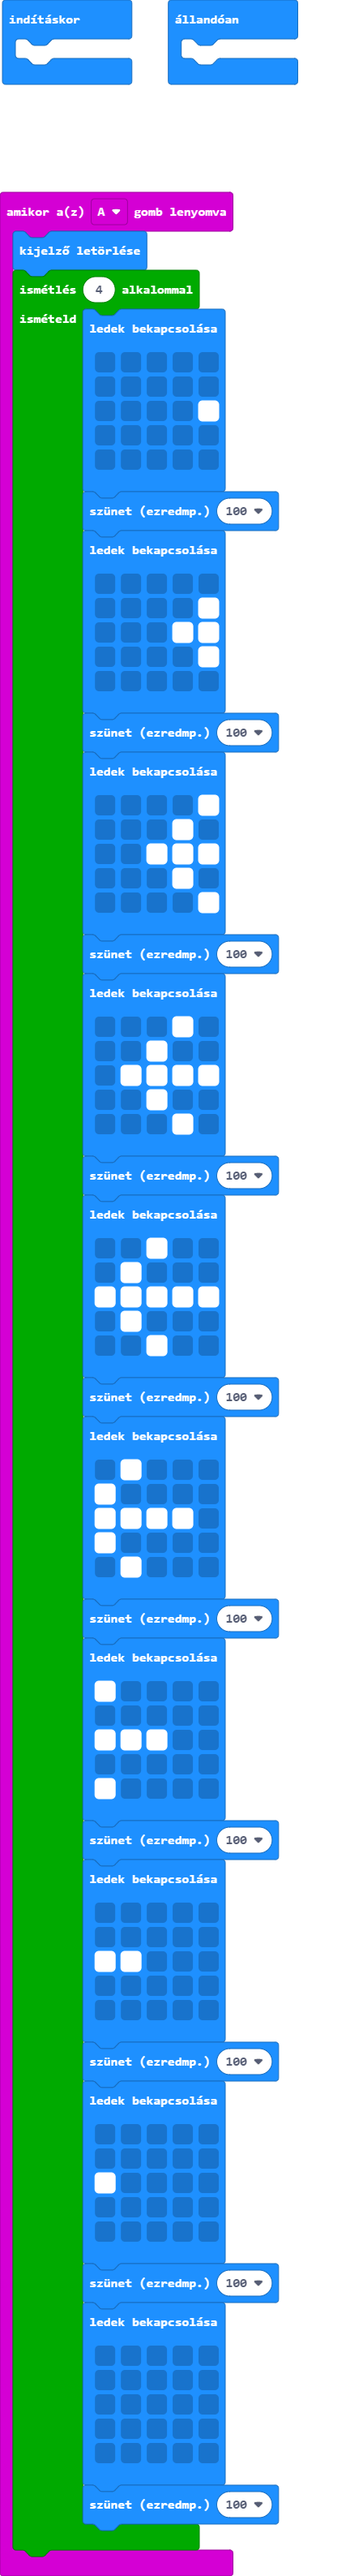 indításkor állandóan
amikor a(z) A gomb lenyomva
kijelző letörlése
ismétlés 4 alkalommal
ismételd ledek bekapcsolása
szünet (ezredmp.) 100
ledek bekapcsolása
szünet (ezredmp.) 100
ledek bekapcsolása
szünet (ezredmp.) 100
ledek bekapcsolása
szünet (ezredmp.) 100
ledek bekapcsolása
szünet (ezredmp.) 100
ledek bekapcsolása
szünet (ezredmp.) 100
ledek bekapcsolása
szünet (ezredmp.) 100
ledek bekapcsolása
szünet (ezredmp.) 100
ledek bekapcsolása
szünet (ezredmp.) 100
ledek bekapcsolása
szünet (ezredmp.) 100